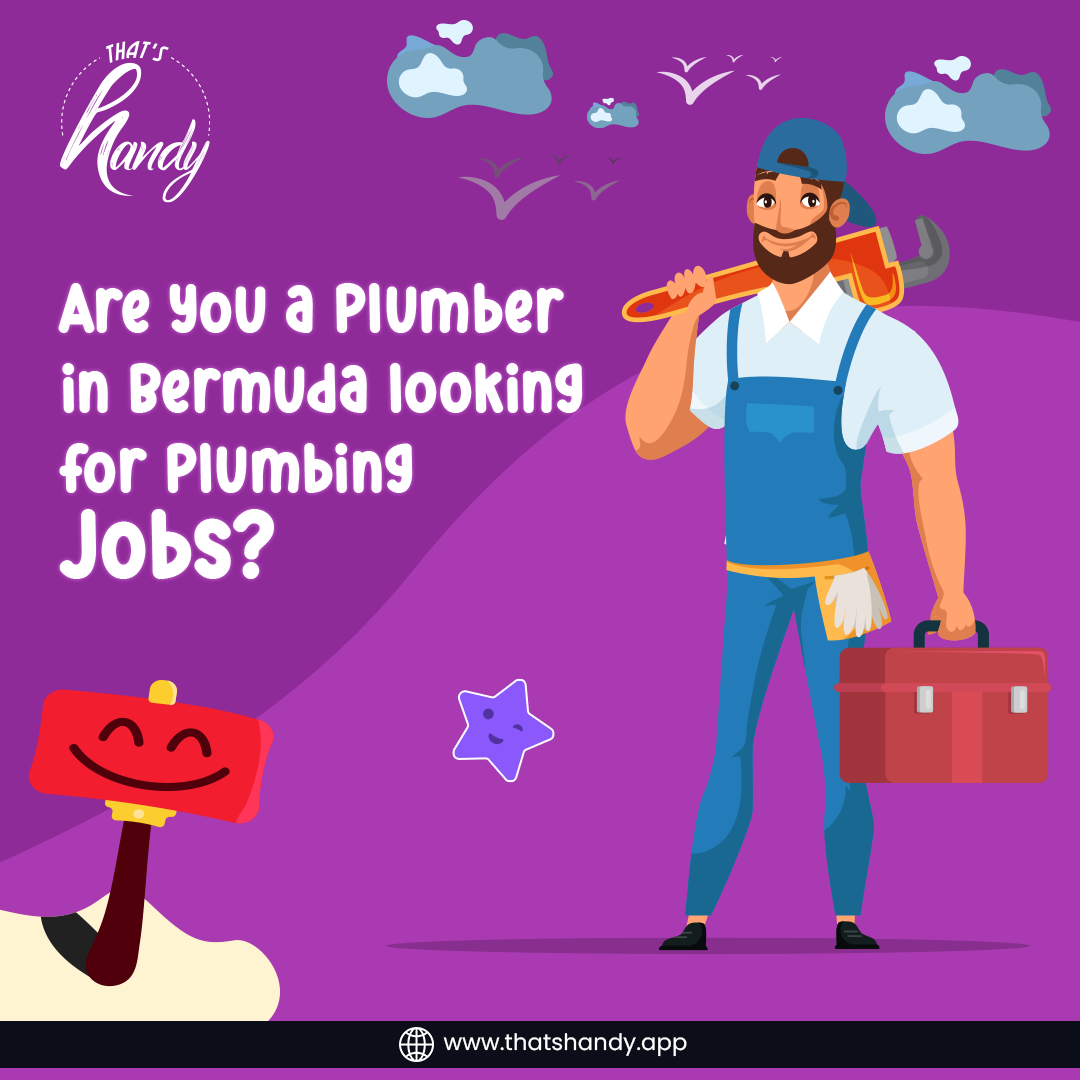 THAT'S
handy
Are you a Plumber
in Bermuda looking
for Plumbing
Jobs?
www.thatshandy.app